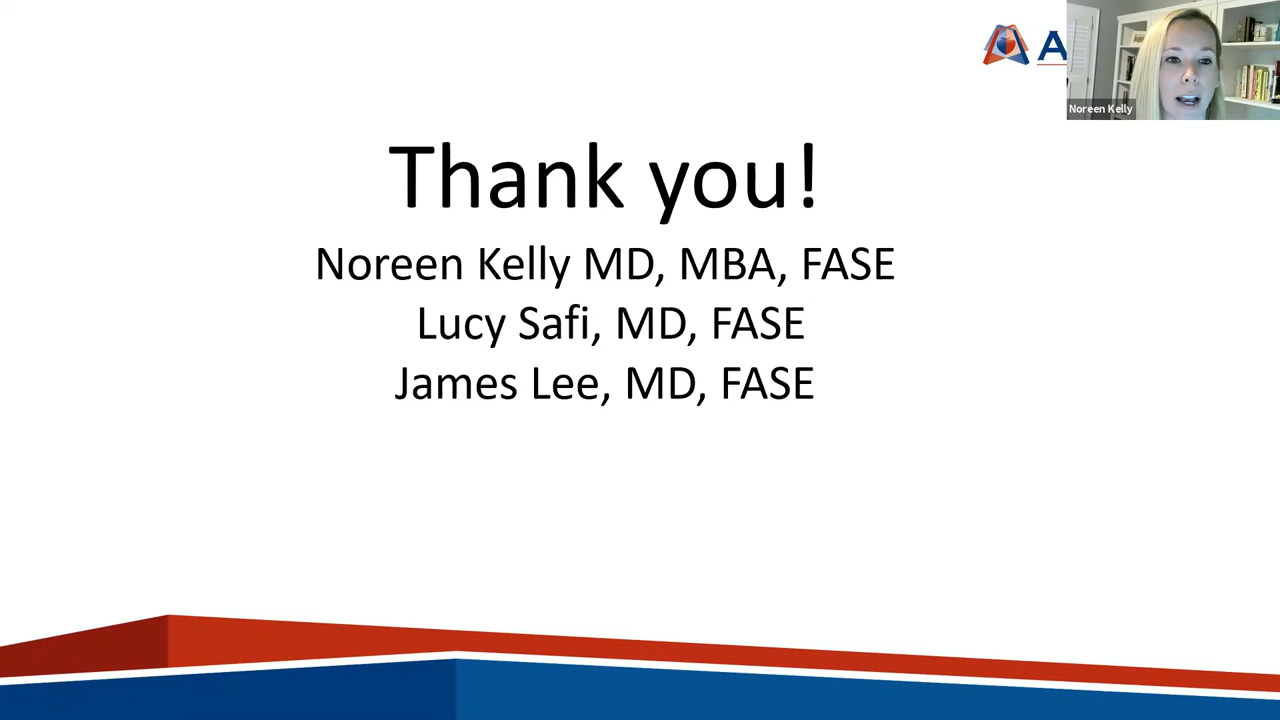 A
Noreen Kelly
Thank you!
Noreen Kelly MD, MBA, FASE
Lucy Safi, MD, FASE
James Lee, MD, FASE